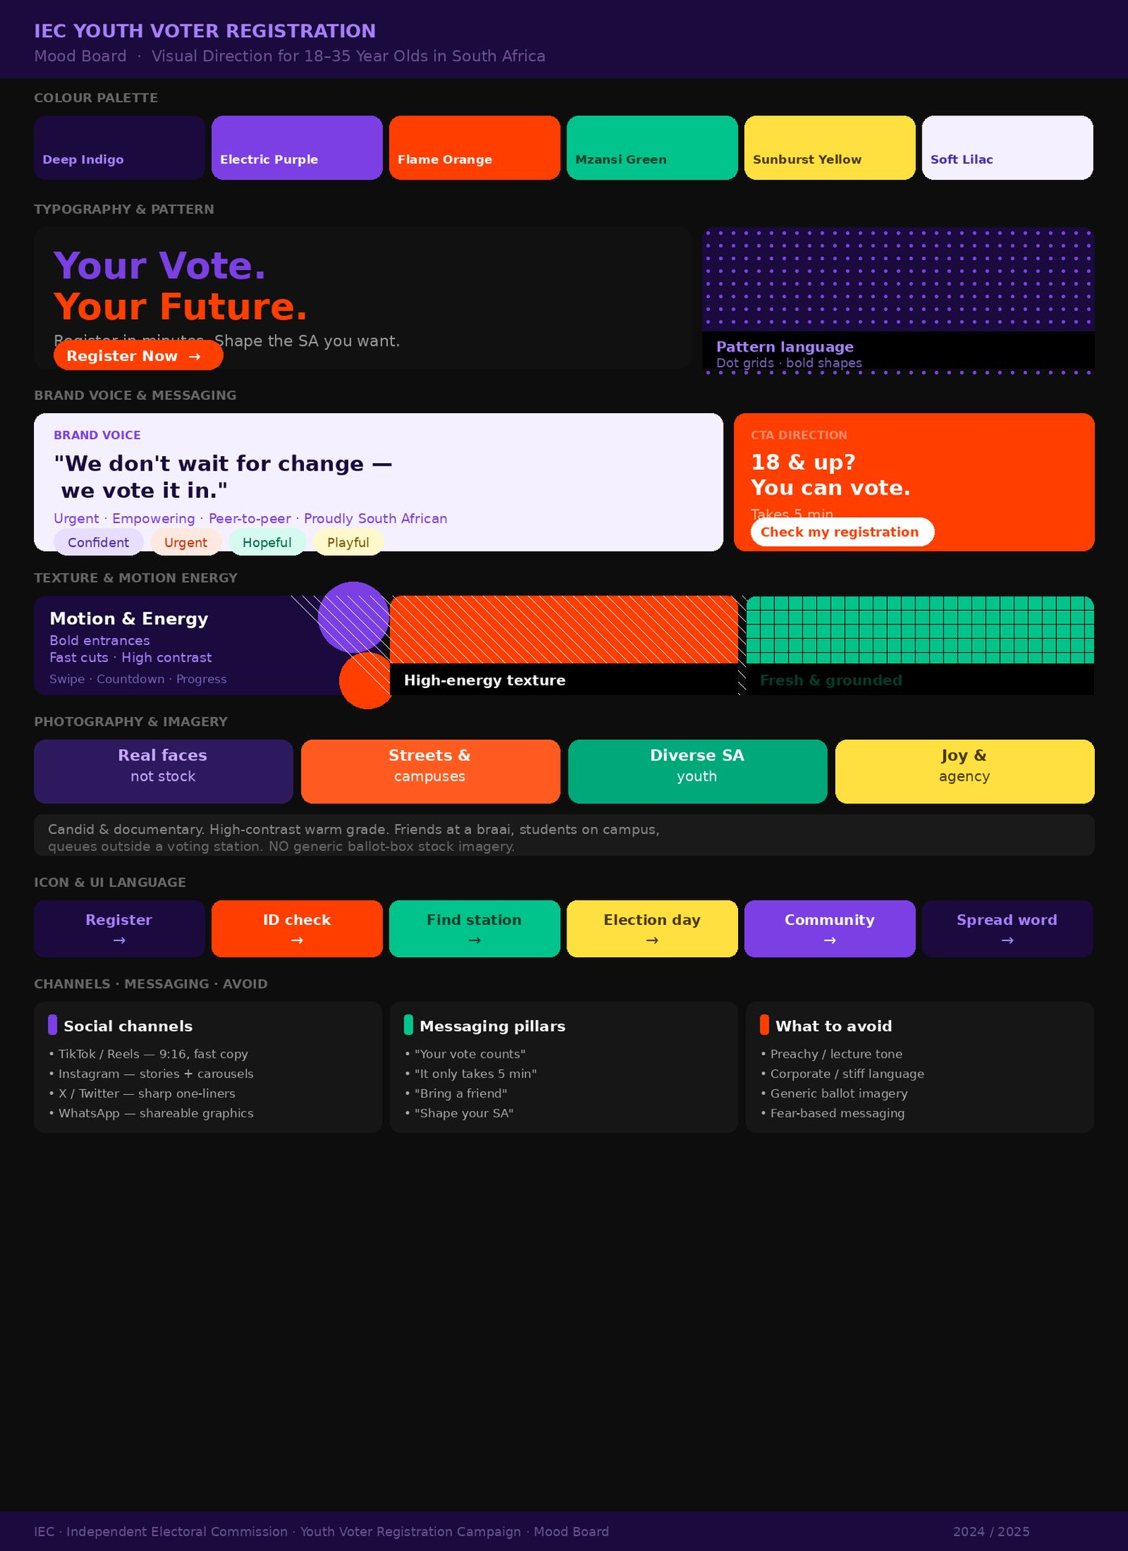 IEC YOUTH VOTER REGISTRATION
Mood Board · Visual Direction for 18–35 Year Olds in South Africa
COLOUR PALETTE
Deep Indigo
Electric Purple
Flame Orange
Mzansi Green
Sunburst Yellow
Soft Lilac
TYPOGRAPHY & PATTERN
Your Vote.
Your Future.
Register in minutes. Shape the SA you want.
Register Now →
Pattern language
Dot grids · bold shapes
BRAND VOICE & MESSAGING
BRAND VOICE
"We don't wait for change —
we vote it in."
Urgent · Empowering · Peer-to-peer · Proudly South African
Confident
Urgent
Hopeful
Playful
CTA DIRECTION
18 & up?
You can vote.
Takes 5 min
Check my registration
TEXTURE & MOTION ENERGY
Motion & Energy
Bold entrances
Fast cuts · High contrast
Swipe · Countdown · Progress
High-energy texture
Fresh & grounded
PHOTOGRAPHY & IMAGERY
Real faces
not stock
Streets &
campuses
Diverse SA
youth
Joy &
agency
Candid & documentary. High-contrast warm grade. Friends at a braai, students on campus,
queues outside a voting station. NO generic ballot-box stock imagery.
ICON & UI LANGUAGE
Register
→
ID check
→
Find station
→
Election day
→
Community
→
Spread word
→
CHANNELS · MESSAGING · AVOID
Social channels
• TikTok / Reels — 9:16, fast copy
• Instagram — stories + carousels
• X / Twitter — sharp one-liners
• WhatsApp — shareable graphics
Messaging pillars
• "Your vote counts"
• "It only takes 5 min"
• "Bring a friend"
• "Shape your SA"
What to avoid
• Preachy / lecture tone
• Corporate / stiff language
• Generic ballot imagery
• Fear-based messaging
IEC · Independent Electoral Commission · Youth Voter Registration Campaign · Mood Board
2024 / 2025